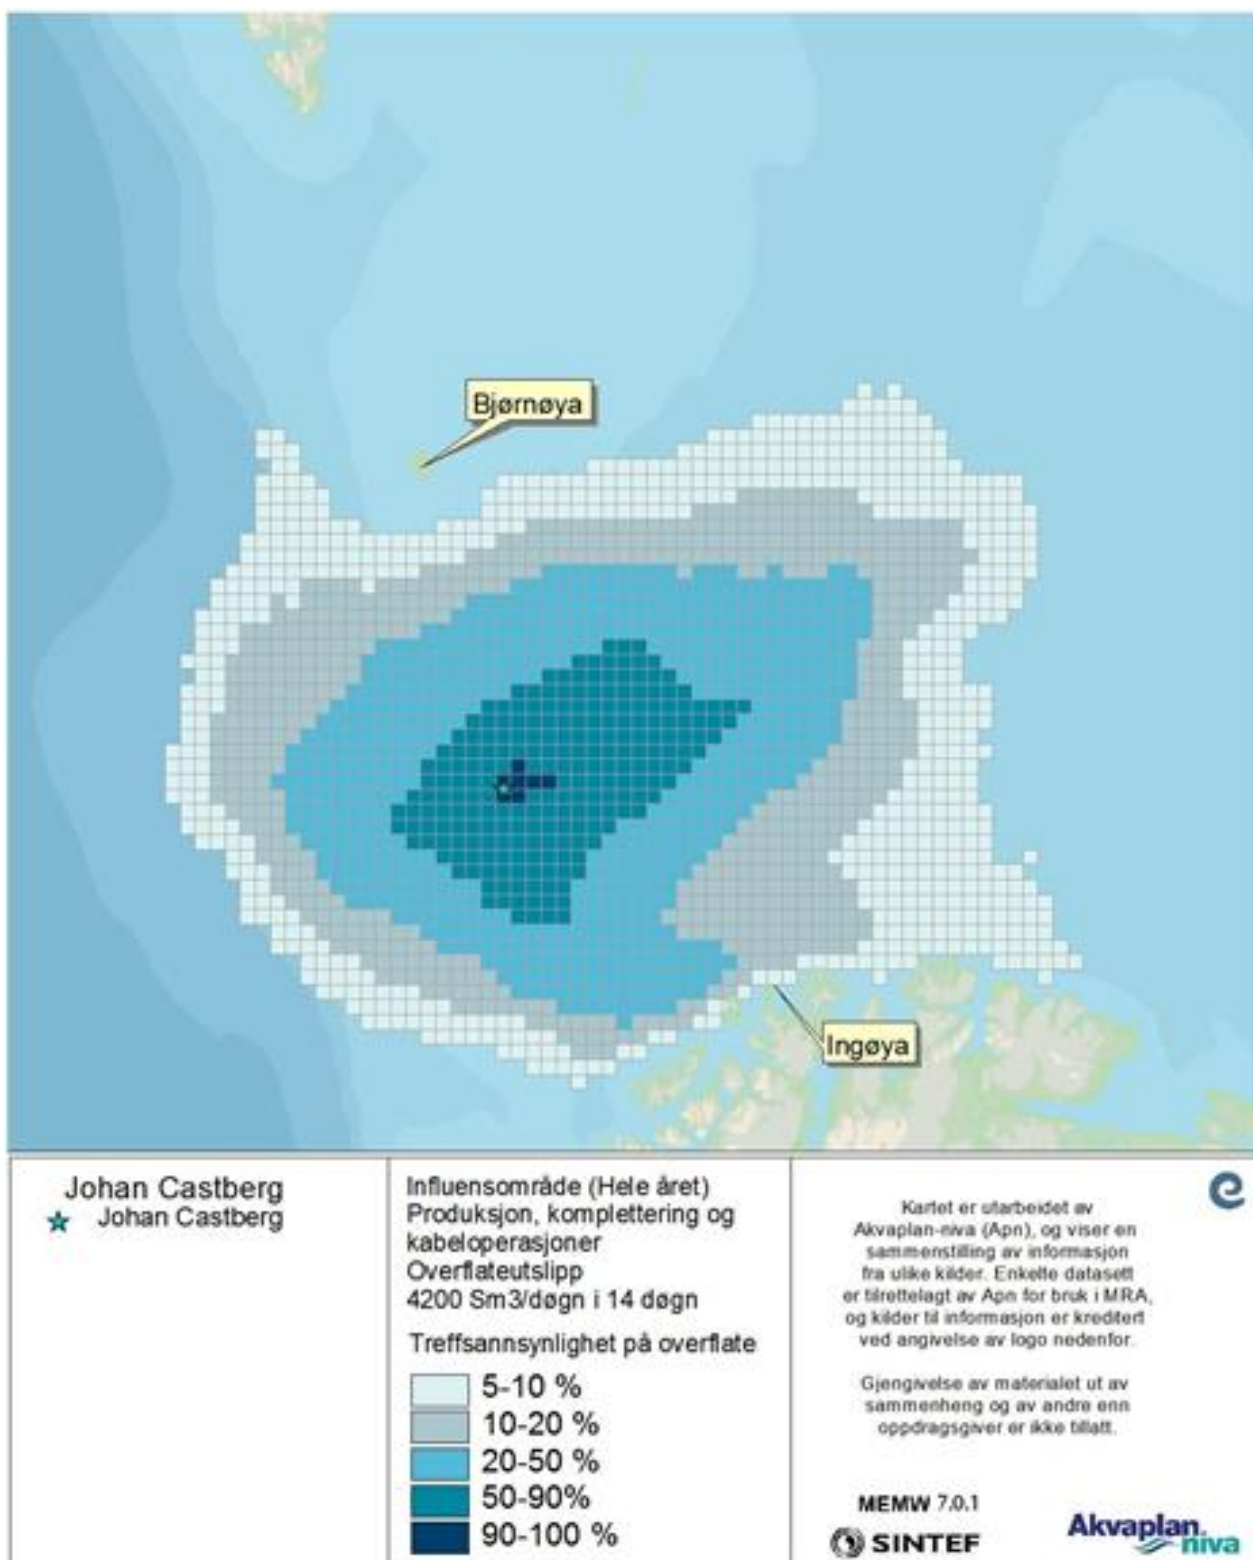 Bjørnøya
Ingøya
Johan Castberg
Johan Castberg
Influensområde (Hele året)
Produksjon, komplettering og
kabeloperasjoner
Overflateutslipp
4200 Sm3/døgn i 14 døgn
Treffsannsynlighet på overflate
5-10 %
10-20 %
20-50 %
50-90%
90-100 %
Kartet er utarbeidet av
Akvaplan-niva (Apn), og viser en
sammenstilling av informasjon
fra ulike kilder. Enkelte datasett
er tilrettelagt av Apn for bruk i MRA,
og kilder til informasjon er kreditert
ved angivelse av logo nedenfor.
Gjengivelse av materialet ut av
sammenheng og av andre enn
oppdragsgiver er ikke tillatt.
MEMW 7.0.1
SINTEF
Akvaplan
niva